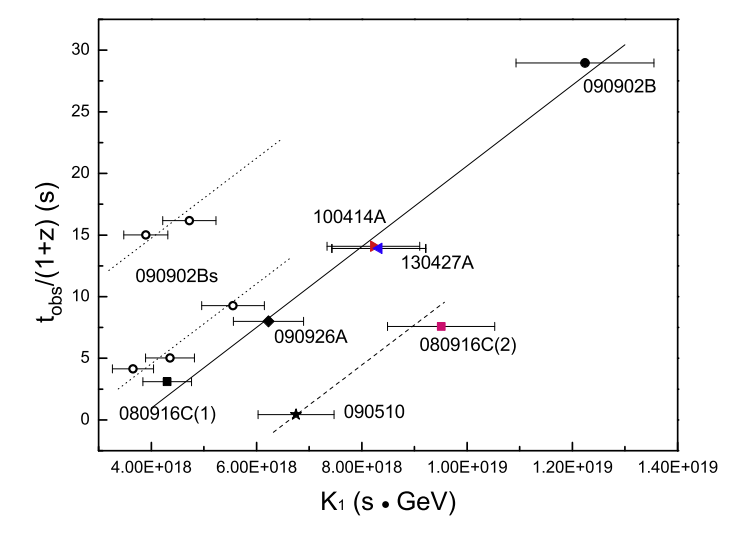 30
25
20
15
10
5
0
t_obs/(1+z) (s)
090902B
100414A
130427A
090902Bs
090926A
080916C(2)
080916C(1)
090510
4.00E+018 6.00E+018 8.00E+018 1.00E+019 1.20E+019 1.40E+019
K₁ (s • GeV)